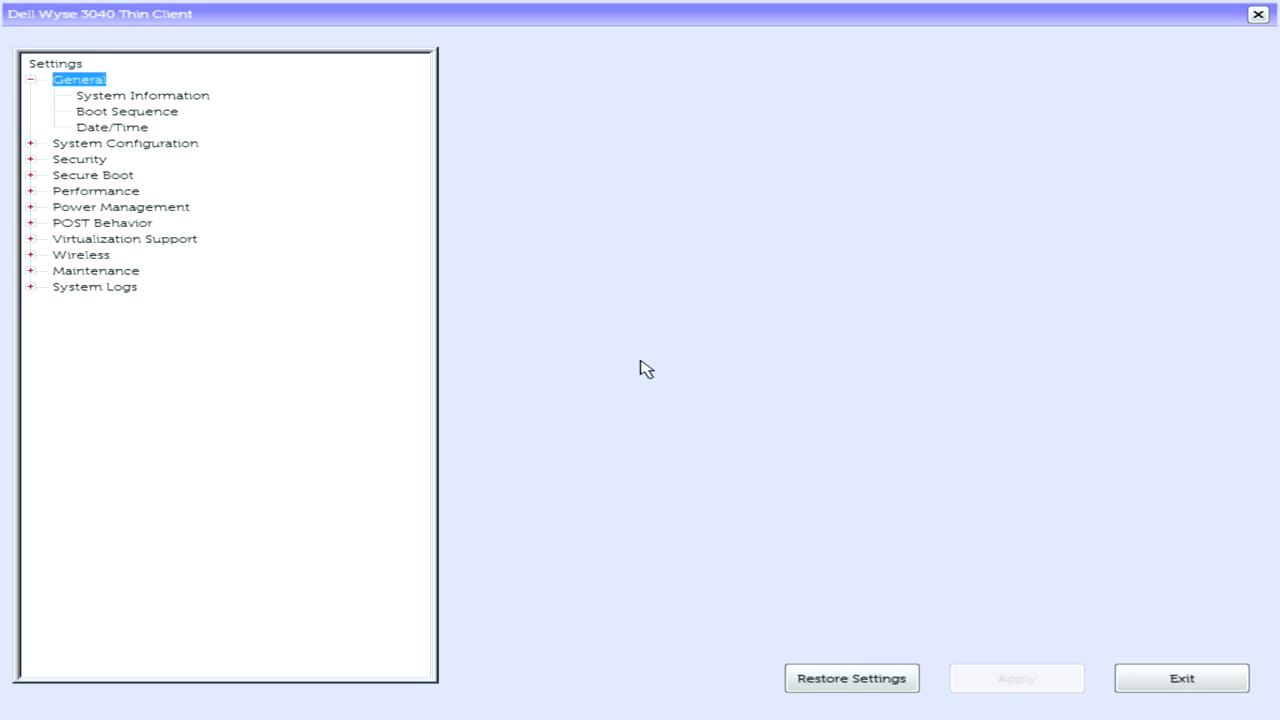 Dell Wyse 3040 Thin Client
Settings
General
System Information
Boot Sequence
Date/Time
System Configuration
Security
Secure Boot
Performance
Power Management
POST Behavior
Virtualization Support
Wireless
Maintenance
System Logs
Restore Settings
Apply
Exit